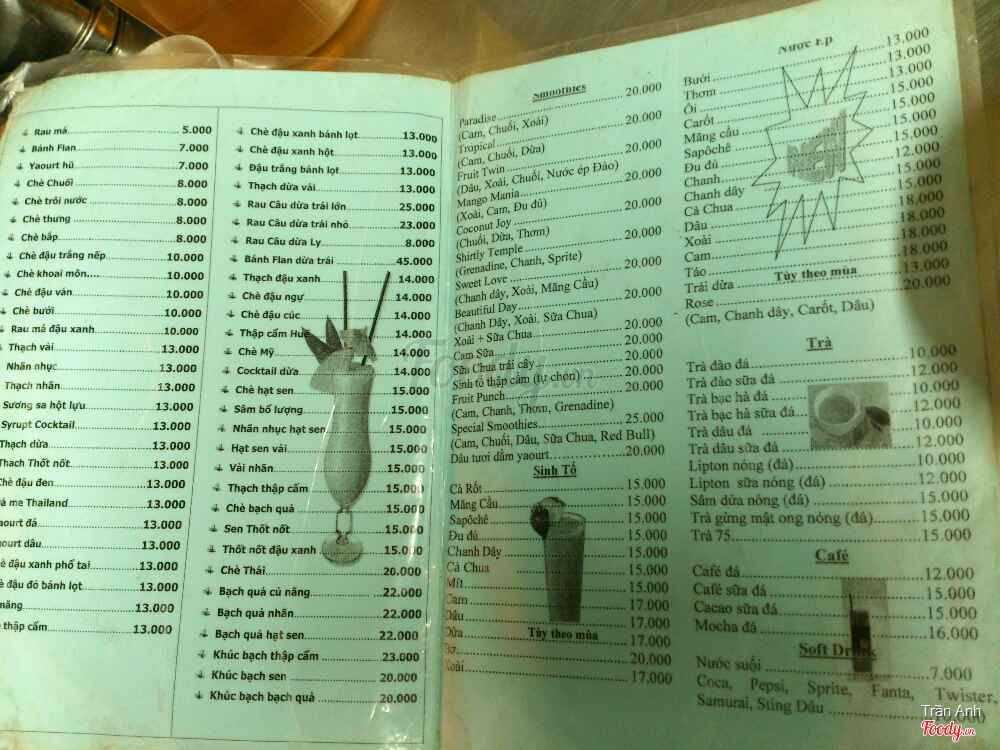 Rau má 5.000
Bánh Flan 7.000
Yaourt hũ 7.000
Chè Chuối 8.000
Chè trôi nước 8.000
Chè thưng 8.000
Chè bắp 8.000
Chè đậu trắng nếp 10.000
Chè khoai môn 10.000
Chè đậu ván 10.000
Chè bưởi 10.000
Rau má đậu xanh 10.000
Thạch vải 13.000
Nhãn nhục 13.000
Thạch nhãn 13.000
Sương sa hột lựu 13.000
Syrupt Cocktail 13.000
Thạch dừa 13.000
Thach Thốt nốt 13.000
Chè đậu đen 13.000
me Thailand 13.000
aourt đá 13.000
ourt dâu 13.000
è đậu xanh phổ tai 13.000
è đậu đỏ bánh lọt 13.000
năng 13.000
thập cẩm 13.000
Chè đậu xanh bánh lọt 13.000
Chè đậu xanh hột 13.000
Đậu trắng bánh lọt 13.000
Thạch dừa vải 13.000
Rau Câu dừa trái lớn 25.000
Rau Câu dừa trái nhỏ 23.000
Rau Câu dừa Ly 8.000
Bánh Flan dừa trái 45.000
Thạch đậu xanh 14.000
Chè đậu ngự 14.000
Chè đậu cúc 14.000
Thập cẩm Huế 14.000
Chè Mỹ 14.000
Cocktail dừa 14.000
Chè hạt sen 15.000
Sâm bổ lượng 15.000
Nhãn nhục hạt sen 15.000
Hạt sen vải 15.000
Vải nhãn 15.000
Thạch thập cẩm 15.000
Chè bạch quả 15.000
Sen Thốt nốt 15.000
Thốt nốt đậu xanh 15.000
Chè Thái 20.000
Bạch quả củ năng 22.000
Bạch quả nhãn 22.000
Bạch quả hạt sen 22.000
Khúc bạch thập cẩm 23.000
Khúc bạch sen 20.000
Khúc bạch bạch quả 20.000
Smoothies
Paradise 20.000
(Cam, Chuối, Xoài)
Tropical 20.000
(Cam, Chuối, Dừa)
Fruit Twin 20.000
(Dâu, Xoài, Chuối, Nước ép Đào)
Mango Mania 20.000
(Xoài, Cam, Đu đủ)
Coconut Joy 20.000
(Chuối, Dừa, Thơm)
Shirtly Temple 20.000
(Grenadine, Chanh, Sprite)
Sweet Love 20.000
(Chanh dây, Xoài, Mãng Cầu)
Beautiful Day 20.000
(Chanh Dây, Xoài, Sữa Chua)
Xoài + Sữa Chua 20.000
Cam Sữa 20.000
Sữa Chua trái cây 20.000
Sinh tố thập cẩm (tự chọn) 20.000
Fruit Punch 20.000
(Cam, Chanh, Thơm, Grenadine)
Special Smoothies 25.000
(Cam, Chuối, Dâu, Sữa Chua, Red Bull)
Dâu tươi dầm yaourt 20.000
Sinh Tố
Cà Rốt 15.000
Mãng Cầu 15.000
Sapôchê 15.000
Đu đủ 15.000
Chanh Dây 15.000
Cà Chua 15.000
Mít 15.000
Cam 17.000
Dâu 17.000
Dừa Tùy theo mùa 17.000
Bơ 20.000
Xoài 17.000
Nước Ép
Bưởi 13.000
Thơm 13.000
Ổi 13.000
Carốt 15.000
Mãng cầu 15.000
Sapôchê 15.000
Đu đủ 15.000
Chanh 12.000
Chanh dây 15.000
Cà Chua 15.000
Dâu 18.000
Xoài 18.000
Cam 18.000
Táo 18.000
Trái dừa Tùy theo mùa 13.000
Rose 20.000
(Cam, Chanh dây, Carốt, Dâu)
Trà
Trà đào đá 10.000
Trà đào sữa đá 12.000
Trà bạc hà đá 10.000
Trà bạc hà sữa đá 12.000
Trà dâu đá 10.000
Trà dâu sữa đá 12.000
Lipton nóng (đá) 10.000
Lipton sữa nóng (đá) 12.000
Sâm dứa nóng (đá) 15.000
Trà gừng mật ong nóng (đá) 15.000
Trà 75 15.000
Café
Café đá 12.000
Café sữa đá 15.000
Cacao sữa đá 15.000
Mocha đá 16.000
Soft Drink
Nước suối 7.000
Coca, Pepsi, Sprite, Fanta, Twister,
Samurai, Sting Dâu 10.000
Trần Anh
Foody.vn